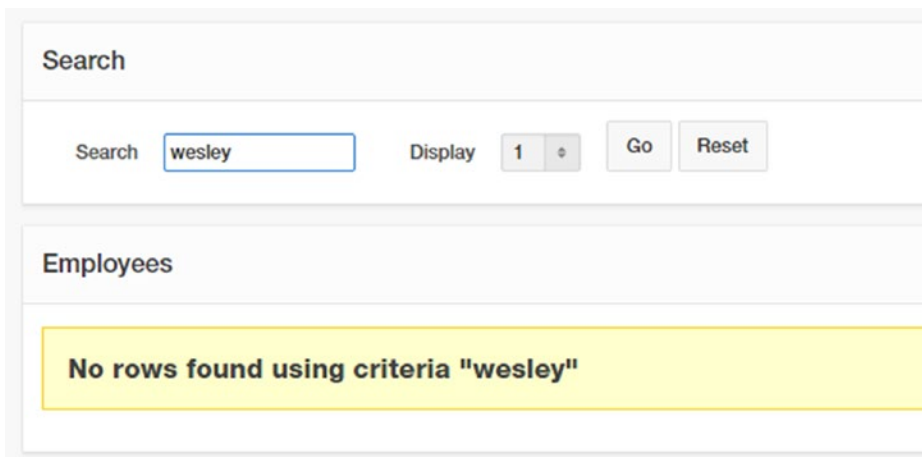 Search
Search wesley Display 1 Go Reset
Employees
No rows found using criteria "wesley"